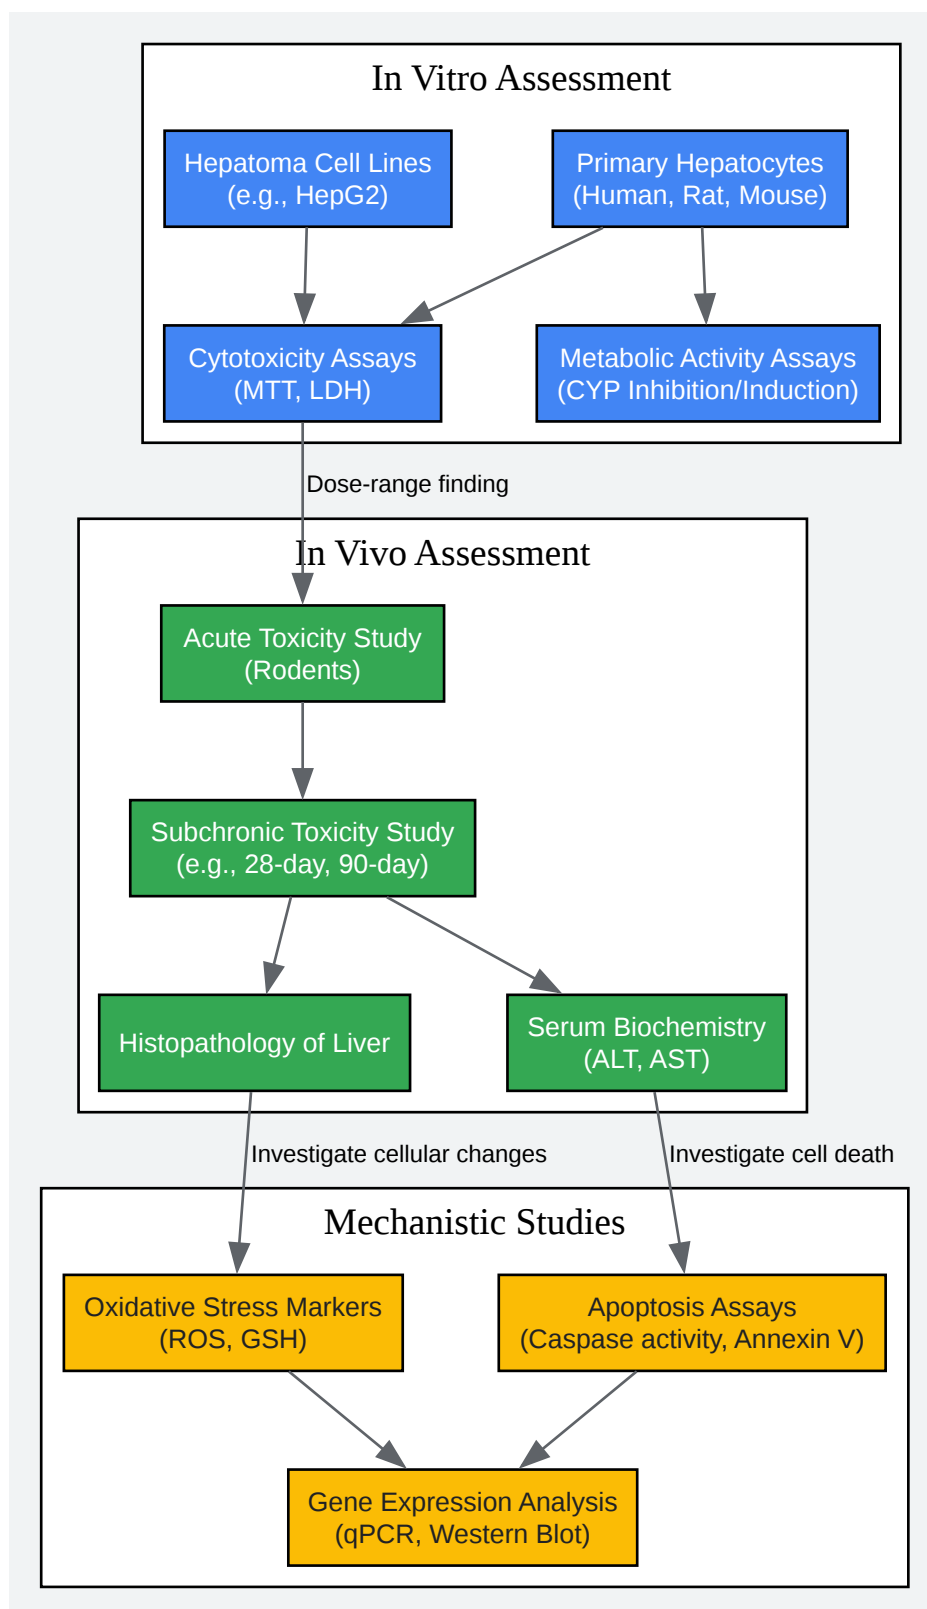 In Vitro Assessment
Hepatoma Cell Lines
(e.g., HepG2)
Primary Hepatocytes
(Human, Rat, Mouse)
Cytotoxicity Assays
(MTT, LDH)
Metabolic Activity Assays
(CYP Inhibition/Induction)
Dose-range finding
In Vivo Assessment
Acute Toxicity Study
(Rodents)
Subchronic Toxicity Study
(e.g., 28-day, 90-day)
Histopathology of Liver
Serum Biochemistry
(ALT, AST)
Investigate cellular changes
Investigate cell death
Mechanistic Studies
Oxidative Stress Markers
(ROS, GSH)
Apoptosis Assays
(Caspase activity, Annexin V)
Gene Expression Analysis
(qPCR, Western Blot)